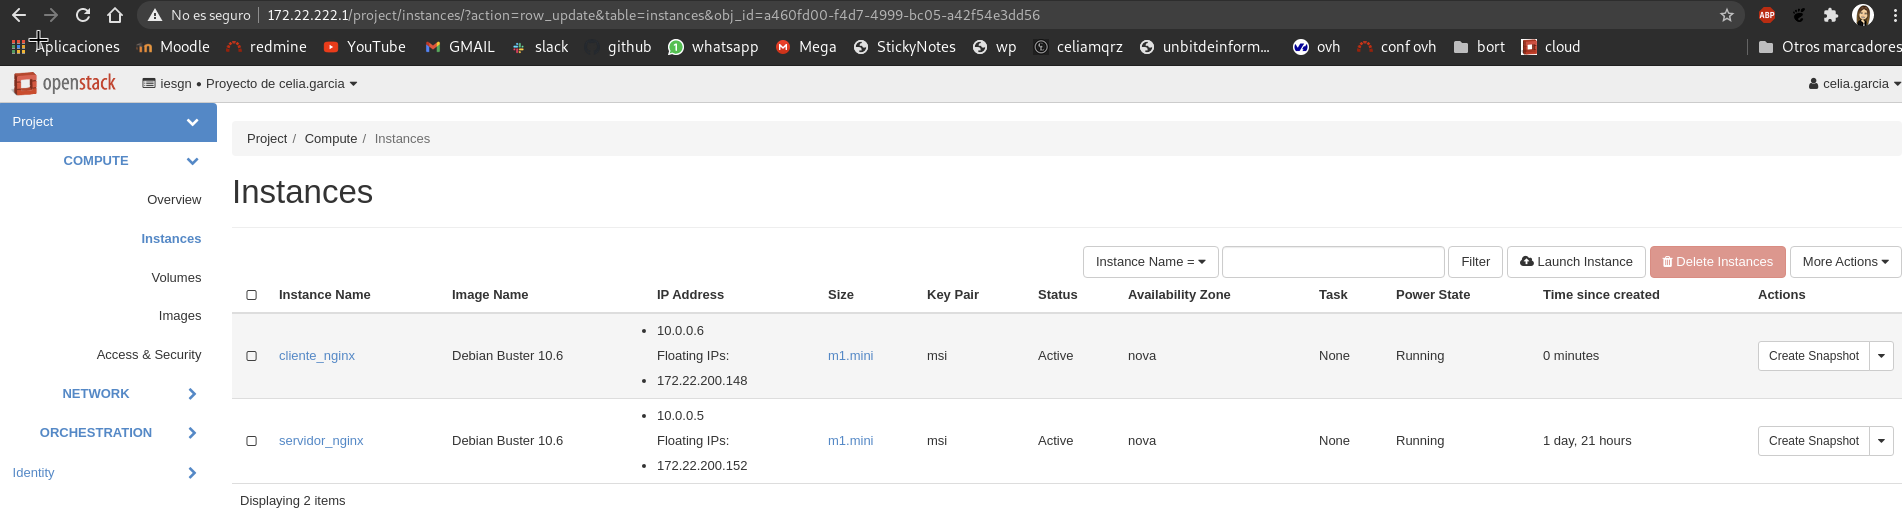 No es seguro | 172.22.222.1/project/instances/?action=row_update&table=instances&obj_id=a460fd00-f4d7-4999-bc05-a42f54e3dd56 ABP
Aplicaciones Moodle redmine YouTube GMAIL slack github 1 whatsapp Mega StickyNotes wp celiamqrz unbitdeinform... ovh conf ovh bort cloud Otros marcadores
openstack iesgn • Proyecto de celia.garcia celia.garcia
Project
COMPUTE
Overview
Instances
Volumes
Images
Access & Security
NETWORK
ORCHESTRATION
Identity
Project / Compute / Instances
Instances
Instance Name = Filter Launch Instance Delete Instances More Actions
Instance Name Image Name IP Address Size Key Pair Status Availability Zone Task Power State Time since created Actions
• 10.0.0.6
cliente_nginx Debian Buster 10.6 Floating IPs: m1.mini msi Active nova None Running 0 minutes Create Snapshot
• 172.22.200.148
• 10.0.0.5
servidor_nginx Debian Buster 10.6 Floating IPs: m1.mini msi Active nova None Running 1 day, 21 hours Create Snapshot
• 172.22.200.152
Displaying 2 items